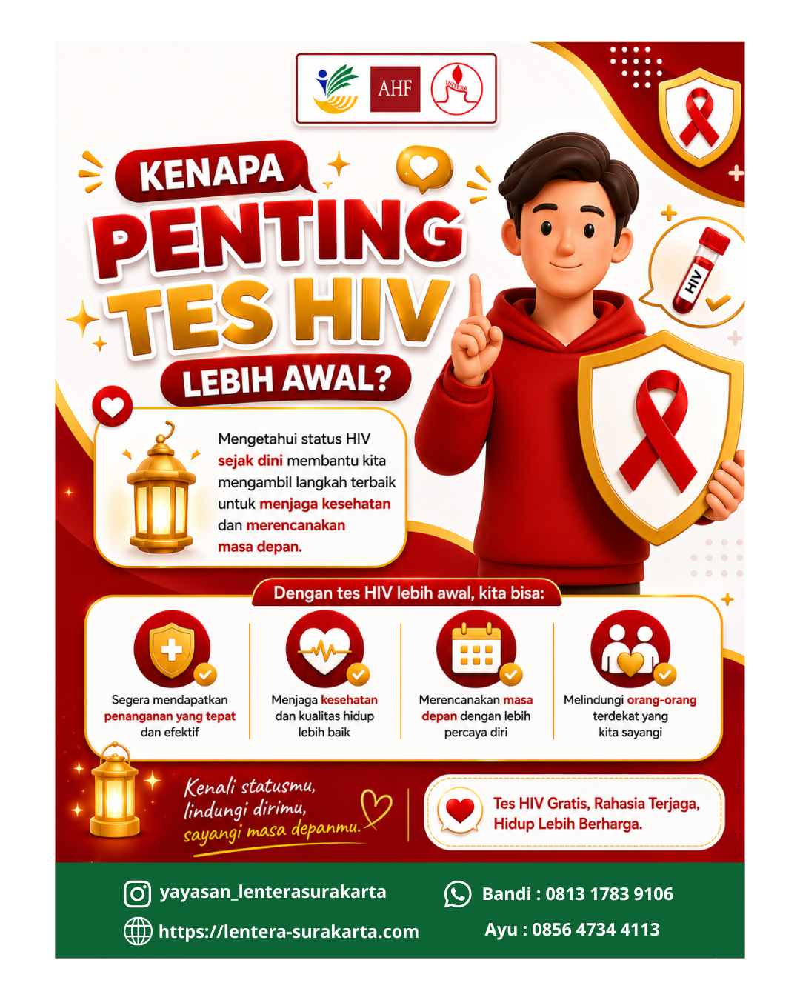 AHF
LENTERA
KENAPA
PENTING
TES HIV
LEBIH AWAL?
HIV
Mengetahui status HIV
sejak dini membantu kita
mengambil langkah terbaik
untuk menjaga kesehatan
dan merencanakan
masa depan.
Dengan tes HIV lebih awal, kita bisa:
Segera mendapatkan
penanganan yang tepat
dan efektif
Menjaga kesehatan
dan kualitas hidup
lebih baik
Merencanakan masa
depan dengan lebih
percaya diri
Melindungi orang-orang
terdekat yang
kita sayangi
Kenali statusmu,
lindungi dirimu,
sayangi masa depanmu.
Tes HIV Gratis, Rahasia Terjaga,
Hidup Lebih Berharga.
yayasan_lenterasurakarta
https://lentera-surakarta.com
Bandi : 0813 1783 9106
Ayu : 0856 4734 4113